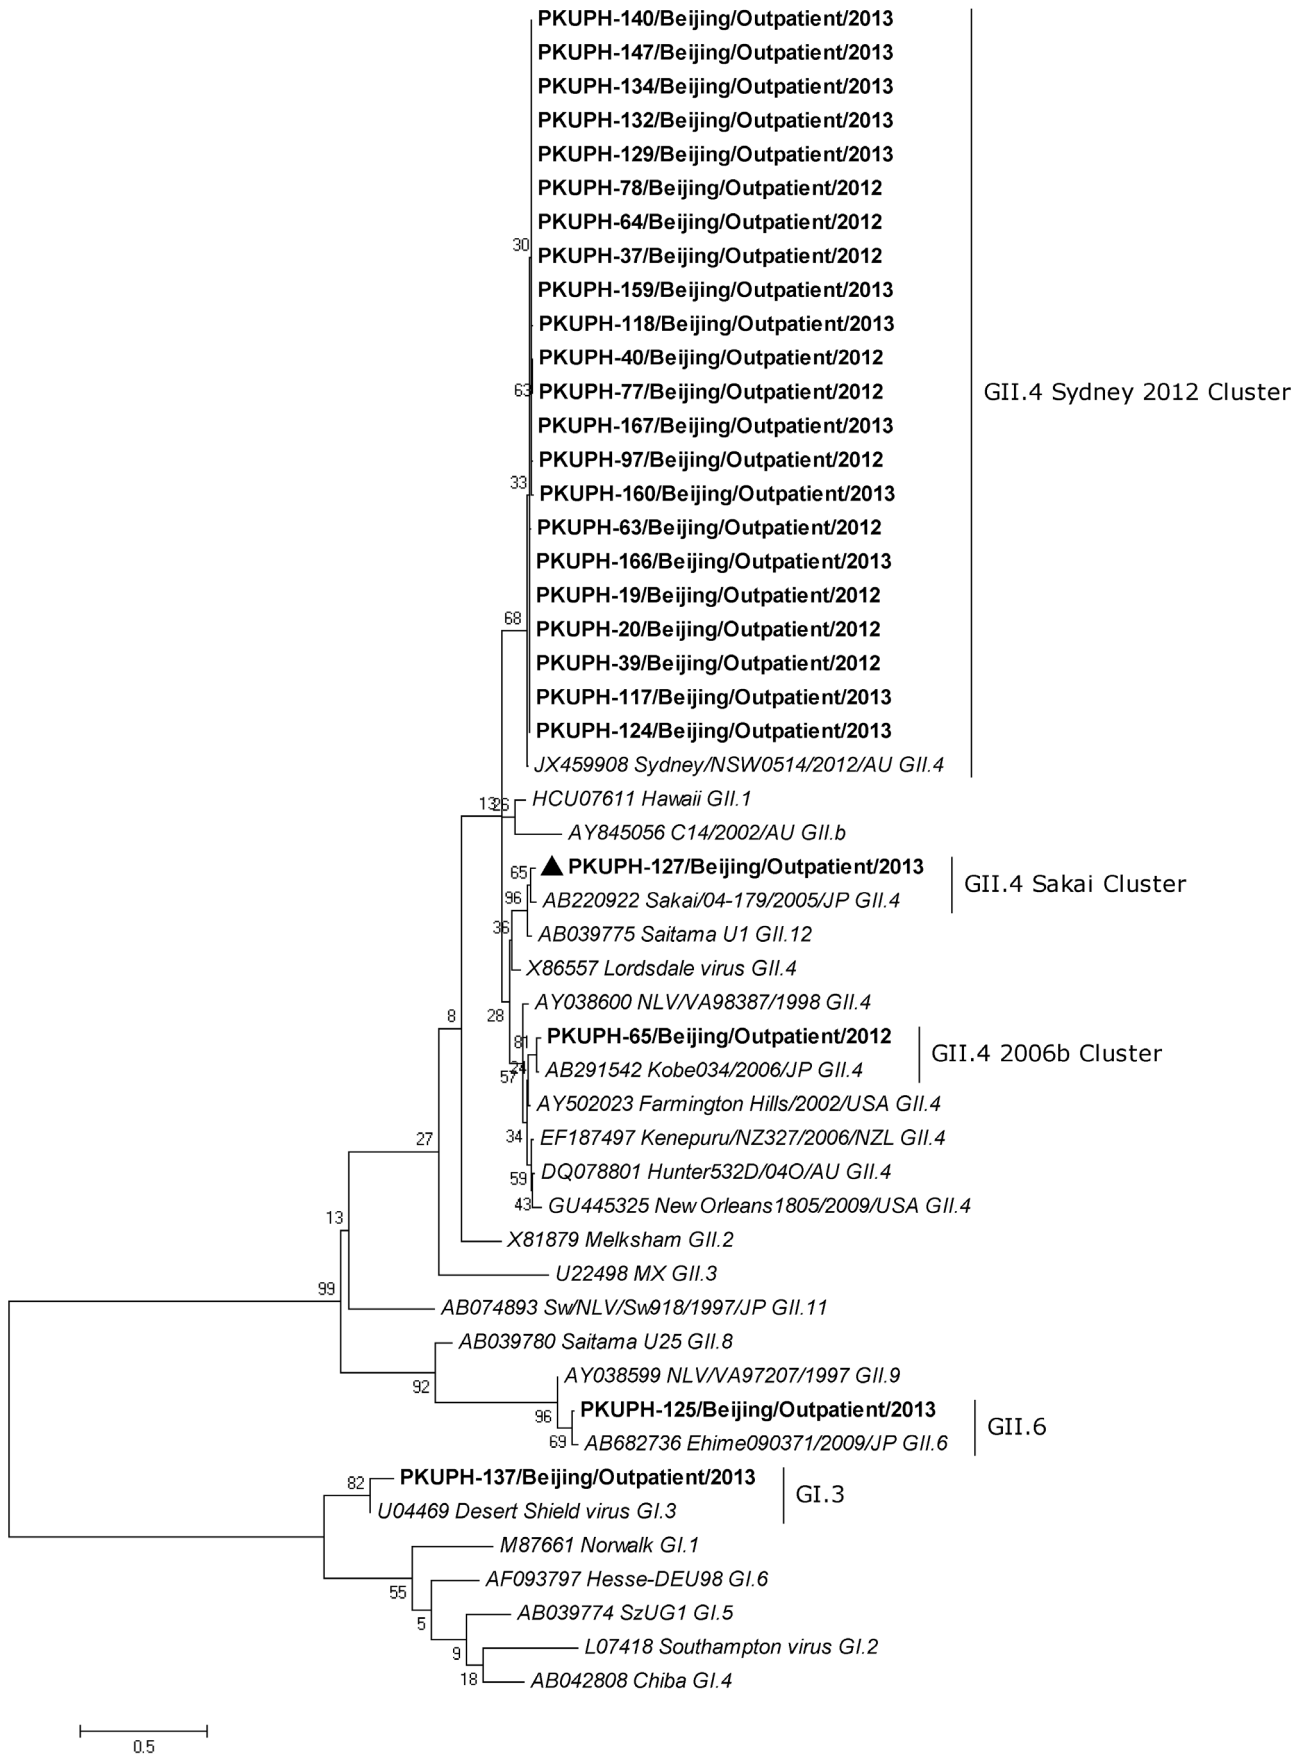 PKUPH-140/Beijing/Outpatient/2013
PKUPH-147/Beijing/Outpatient/2013
PKUPH-134/Beijing/Outpatient/2013
PKUPH-132/Beijing/Outpatient/2013
PKUPH-129/Beijing/Outpatient/2013
PKUPH-78/Beijing/Outpatient/2012
PKUPH-64/Beijing/Outpatient/2012
30
PKUPH-37/Beijing/Outpatient/2012
PKUPH-159/Beijing/Outpatient/2013
PKUPH-118/Beijing/Outpatient/2013
PKUPH-40/Beijing/Outpatient/2012
63
PKUPH-77/Beijing/Outpatient/2012
GII.4 Sydney 2012 Cluster
PKUPH-167/Beijing/Outpatient/2013
PKUPH-97/Beijing/Outpatient/2012
33
PKUPH-160/Beijing/Outpatient/2013
PKUPH-63/Beijing/Outpatient/2012
PKUPH-166/Beijing/Outpatient/2013
PKUPH-19/Beijing/Outpatient/2012
68
PKUPH-20/Beijing/Outpatient/2012
PKUPH-39/Beijing/Outpatient/2012
PKUPH-117/Beijing/Outpatient/2013
PKUPH-124/Beijing/Outpatient/2013
JX459908 Sydney/NSW0514/2012/AU GII.4
13
26
HCU07611 Hawaii GII.1
AY845056 C14/2002/AU GII.b
65
PKUPH-127/Beijing/Outpatient/2013
GII.4 Sakai Cluster
96
AB220922 Sakai/04-179/2005/JP GII.4
36
AB039775 Saitama U1 GII.12
X86557 Lordsdale virus GII.4
AY038600 NLV/VA98387/1998 GII.4
8
28
81
PKUPH-65/Beijing/Outpatient/2012
GII.4 2006b Cluster
57
24
AB291542 Kobe034/2006/JP GII.4
AY502023 Farmington Hills/2002/USA GII.4
27
34
EF187497 Kenepuru/NZ327/2006/NZL GII.4
59
DQ078801 Hunter532D/04O/AU GII.4
43
GU445325 New Orleans1805/2009/USA GII.4
13
X81879 Melksham GII.2
U22498 MX GII.3
99
AB074893 Sw/NLV/Sw918/1997/JP GII.11
AB039780 Saitama U25 GII.8
92
AY038599 NLV/VA97207/1997 GII.9
96
PKUPH-125/Beijing/Outpatient/2013
GII.6
69
AB682736 Ehime090371/2009/JP GII.6
82
PKUPH-137/Beijing/Outpatient/2013
GI.3
U04469 Desert Shield virus GI.3
M87661 Norwalk GI.1
55
AF093797 Hesse-DEU98 GI.6
5
AB039774 SzUG1 GI.5
9
L07418 Southampton virus GI.2
18
AB042808 Chiba GI.4
0.5